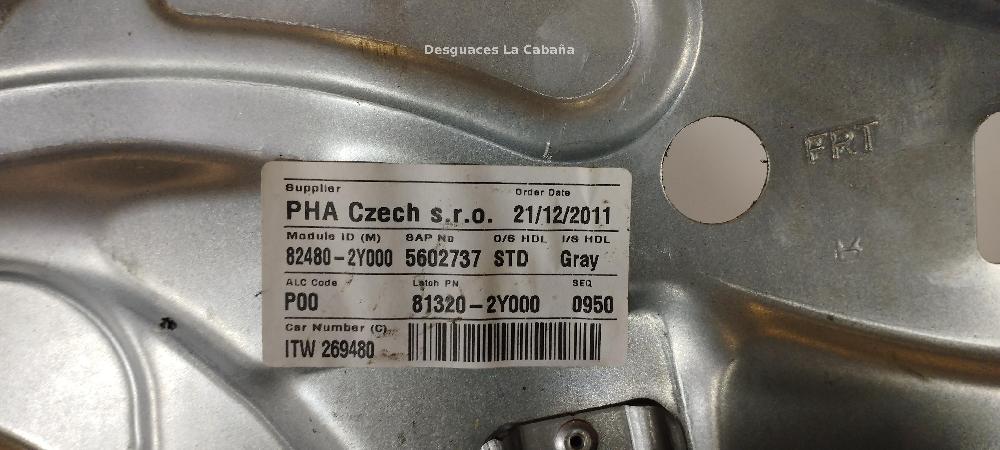 Desguaces La Cabaña
FRT
Supplier Order Date
PHA Czech s.r.o. 21/12/2011
Module ID (M) SAP No O/S HDL I/S HDL
82480-2Y000 5602737 STD Gray
ALC Code Latch PN SEQ
P00 81320-2Y000 0950
Car Number (C)
ITW 269480